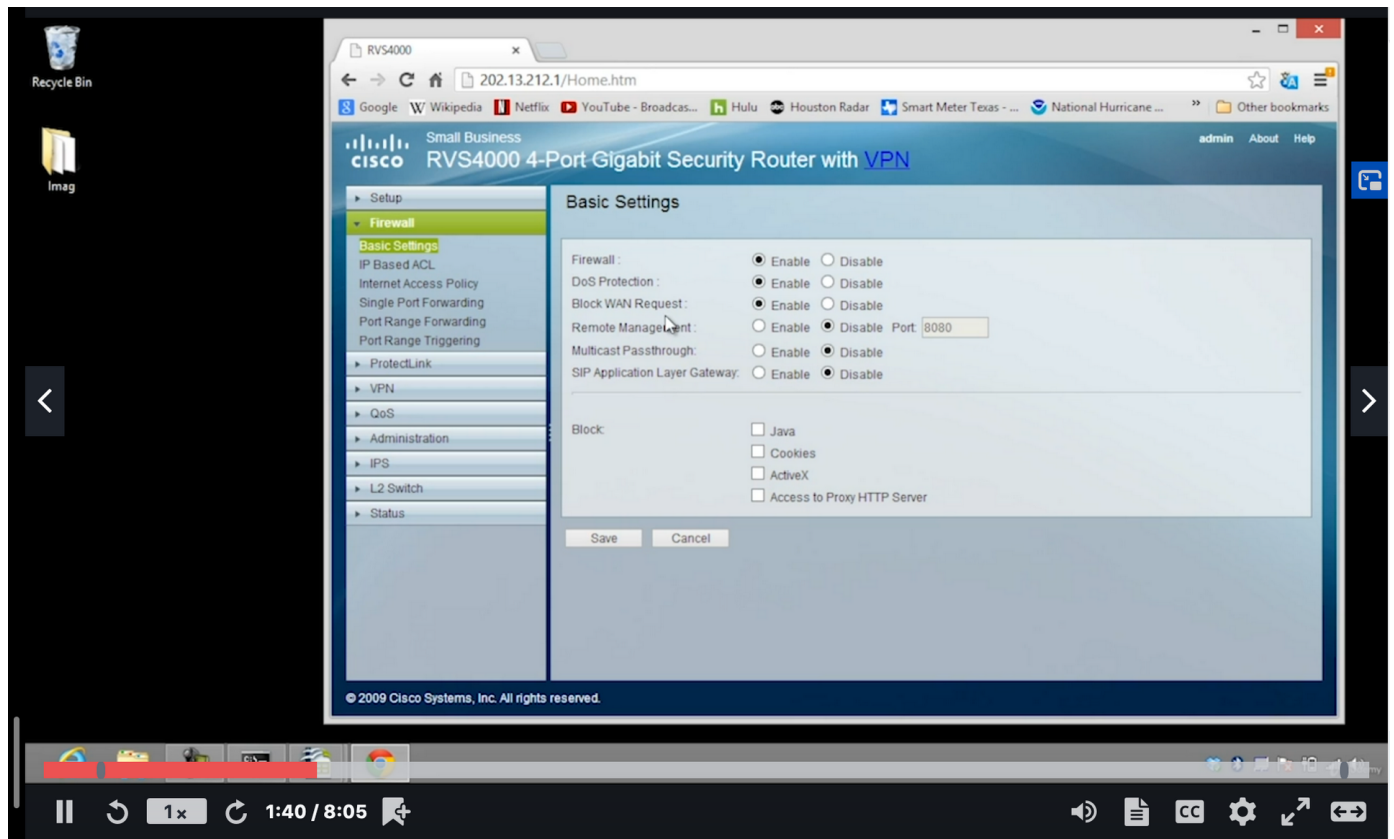 Recycle Bin
Imag
RVS4000
202.13.212.1/Home.htm
Google Wikipedia Netflix YouTube - Broadcas... Hulu Houston Radar Smart Meter Texas - ... National Hurricane ... » Other bookmarks
Small Business
CISCO RVS4000 4-Port Gigabit Security Router with VPN
admin About Help
Setup
Firewall
Basic Settings
IP Based ACL
Internet Access Policy
Single Port Forwarding
Port Range Forwarding
Port Range Triggering
ProtectLink
VPN
QoS
Administration
IPS
L2 Switch
Status
Basic Settings
Firewall : Enable Disable
DoS Protection : Enable Disable
Block WAN Request : Enable Disable
Remote Management : Enable Disable Port: 8080
Multicast Passthrough: Enable Disable
SIP Application Layer Gateway: Enable Disable
Block: Java
Cookies
ActiveX
Access to Proxy HTTP Server
Save Cancel
© 2009 Cisco Systems, Inc. All rights reserved.
1x 1:40 / 8:05 CC